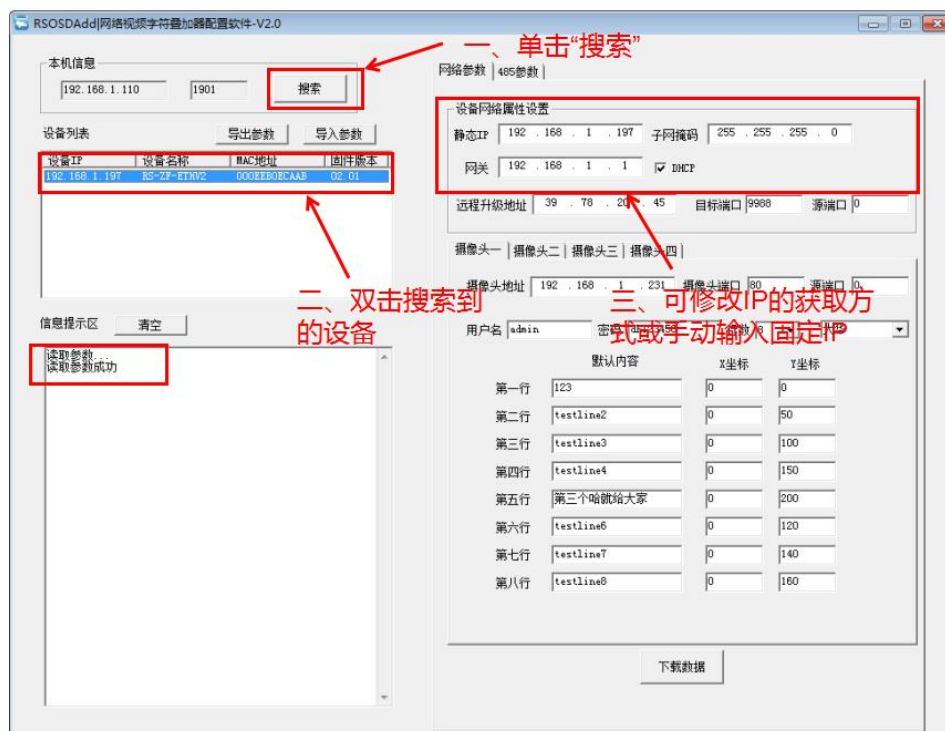 RSOSDAdd|网络视频字符叠加器配置软件-V2.0
一、单击“搜索”
本机信息
192.168.1.110 1901 搜索
设备列表 导出参数 导入参数
设备IP 设备名称 MAC地址 固件版本
192.168.1.197 RS-ZF-ETHV2 000EEB0ECAAB 02.01
二、双击搜索到
的设备
信息提示区 清空
读取参数...
读取参数成功
网络参数 485参数
设备网络属性设置
静态IP 192 . 168 . 1 . 197 子网掩码 255 . 255 . 255 . 0
网关 192 . 168 . 1 . 1 DHCP
远程升级地址 39 . 78 . 45 目标端口 9988 源端口 0
摄像头一 摄像头二 摄像头三 摄像头四
摄像头地址 192 . 168 . 1 . 231 摄像头端口 80 源端口 0
三、可修改IP的获取方
式或手动输入固定IP
用户名 admin 密码
默认内容 X坐标 Y坐标
第一行 123 0 0
第二行 testline2 0 50
第三行 testline3 0 100
第四行 testline4 0 150
第五行 第三个哈就给大家 0 200
第六行 testline6 0 120
第七行 testline7 0 140
第八行 testline8 0 160
下载数据